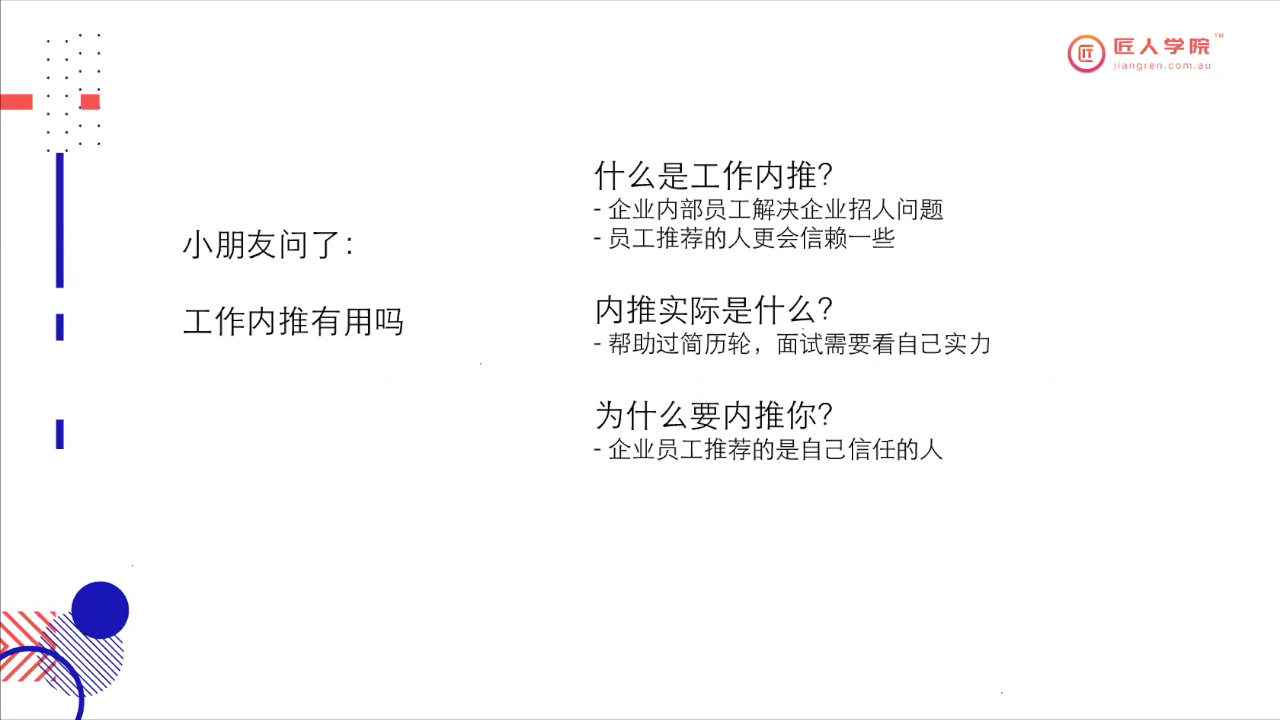 匠人学院 TM
jiangren.com.au
小朋友问了：
工作内推有用吗
什么是工作内推？
- 企业内部员工解决企业招人问题
- 员工推荐的人更会信赖一些
内推实际是什么？
- 帮助过简历轮，面试需要看自己实力
为什么要内推你？
- 企业员工推荐的是自己信任的人